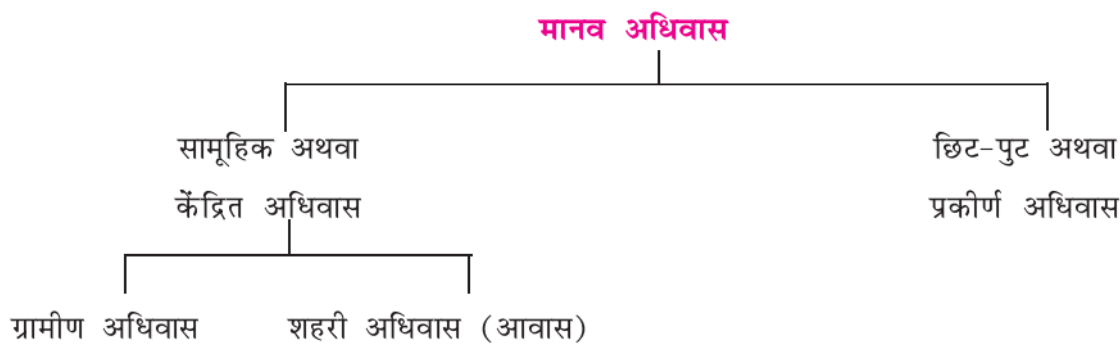 मानव अधिवास
सामूहिक अथवा
केंद्रित अधिवास
छिट-पुट अथवा
प्रकीर्ण अधिवास
ग्रामीण अधिवास
शहरी अधिवास (आवास)